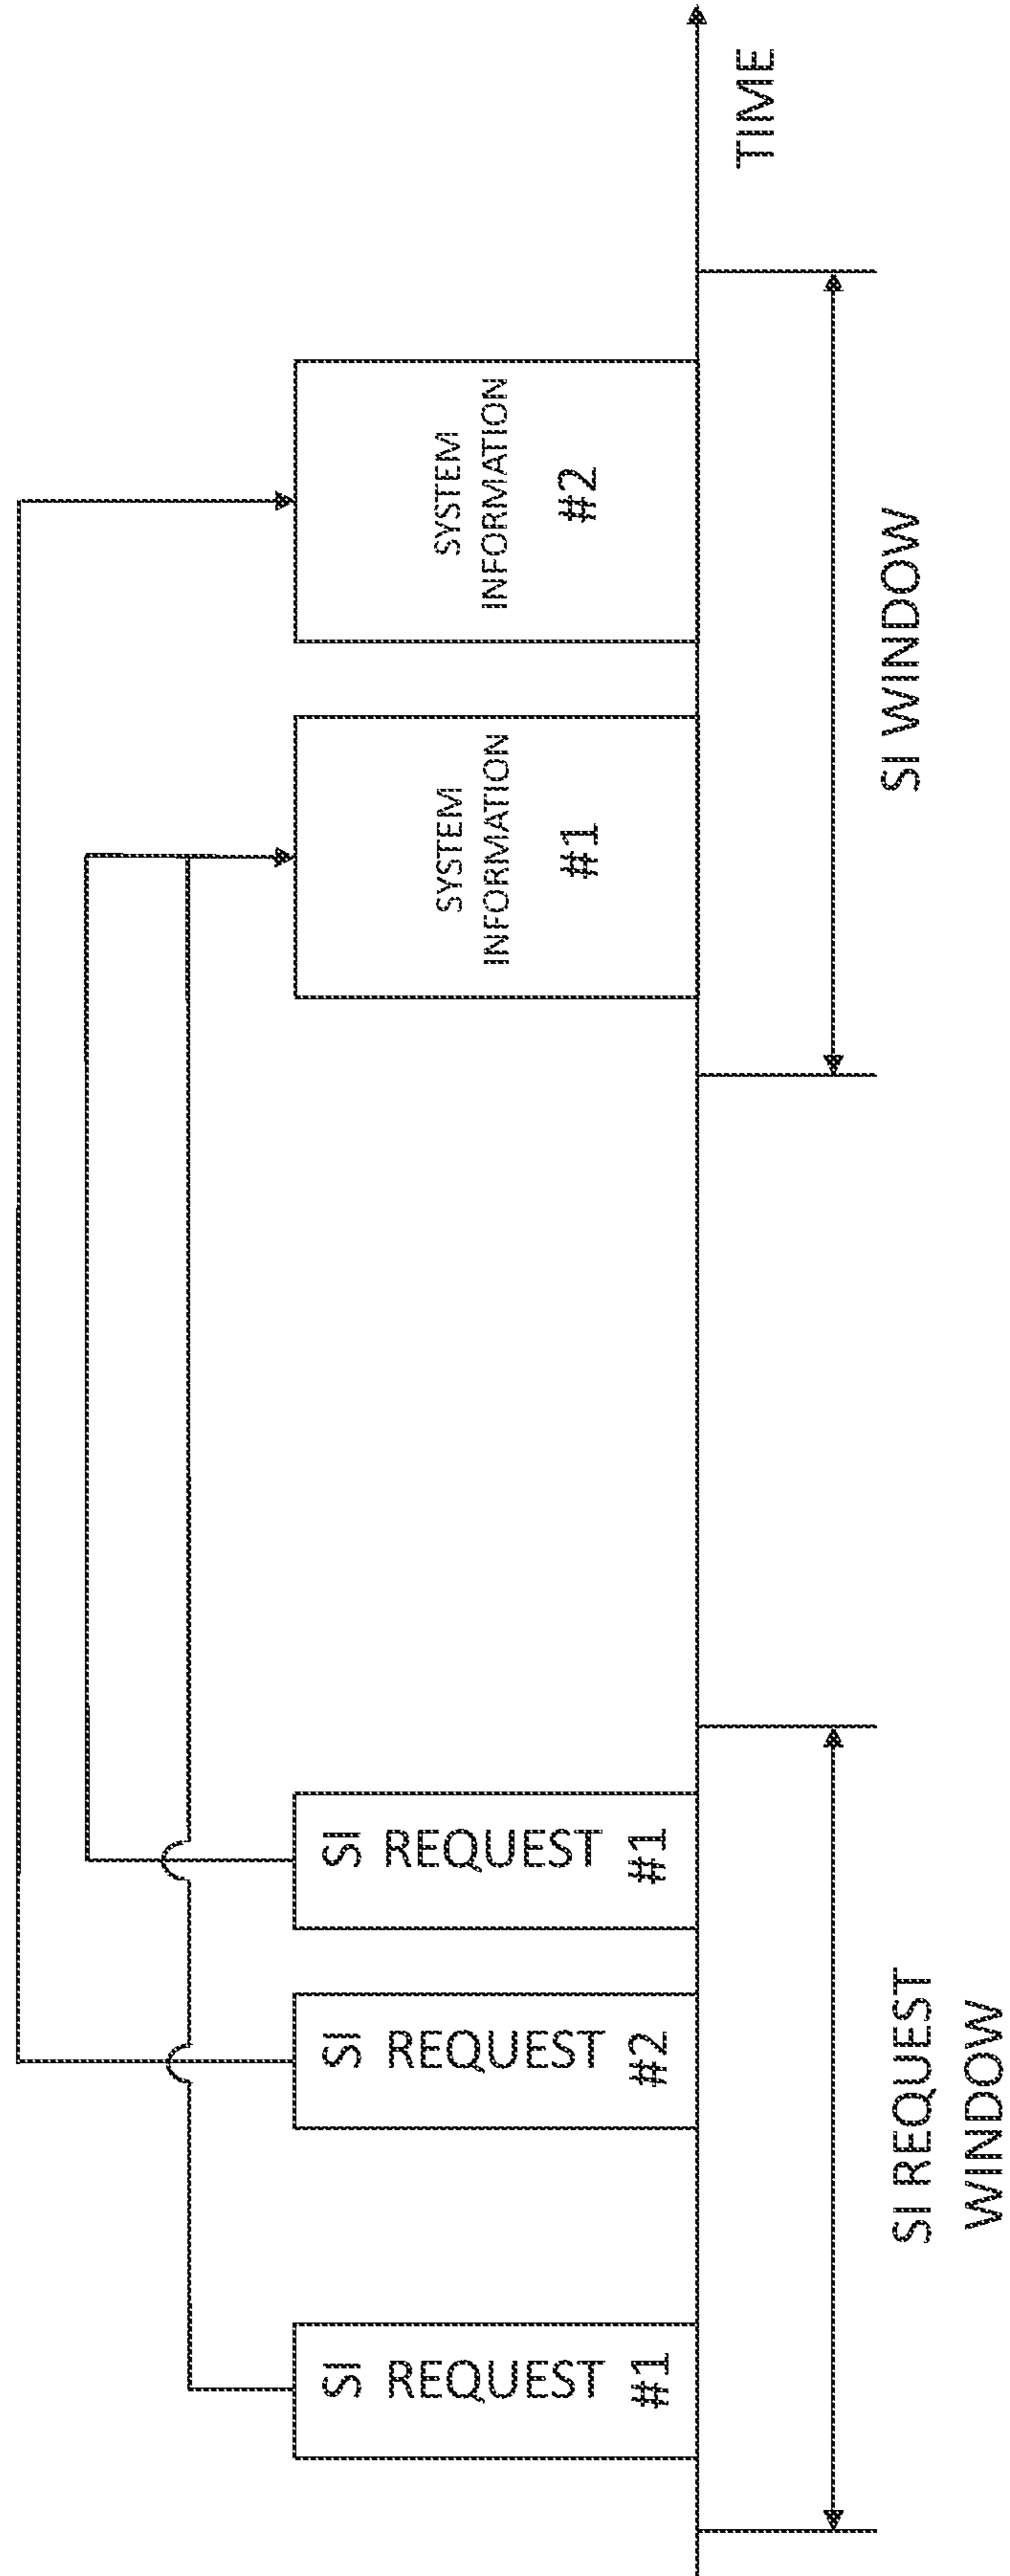 SI REQUEST
#1
SI REQUEST
#2
SI REQUEST
#1
SYSTEM
INFORMATION
#1
SYSTEM
INFORMATION
#2
TIME
SI REQUEST
WINDOW
SI WINDOW